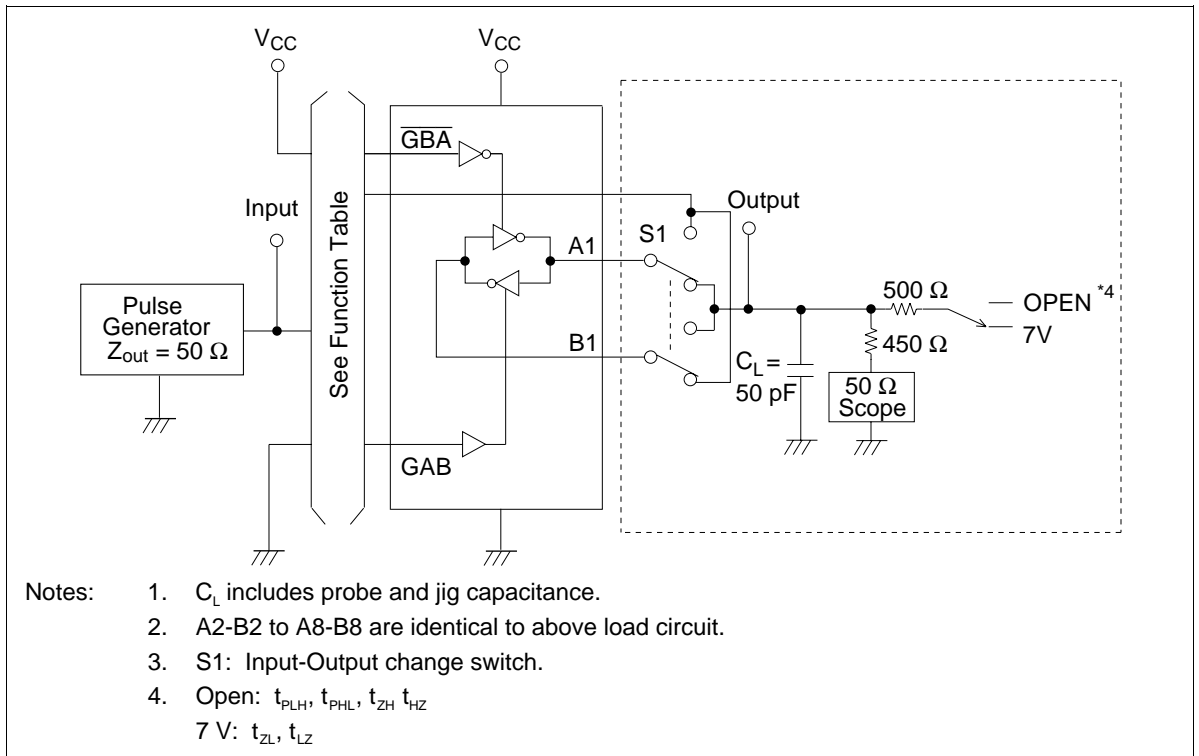 VCC
VCC
GBA
Input
See Function Table
Output
S1
A1
Pulse
Generator
Zout = 50 Ω
500 Ω
OPEN *4
7V
450 Ω
B1
CL =
50 pF
50 Ω
Scope
GAB
Notes: 1. CL includes probe and jig capacitance.
2. A2-B2 to A8-B8 are identical to above load circuit.
3. S1: Input-Output change switch.
4. Open: tPLH, tPHL, tZH tHZ
7 V: tZL, tLZ